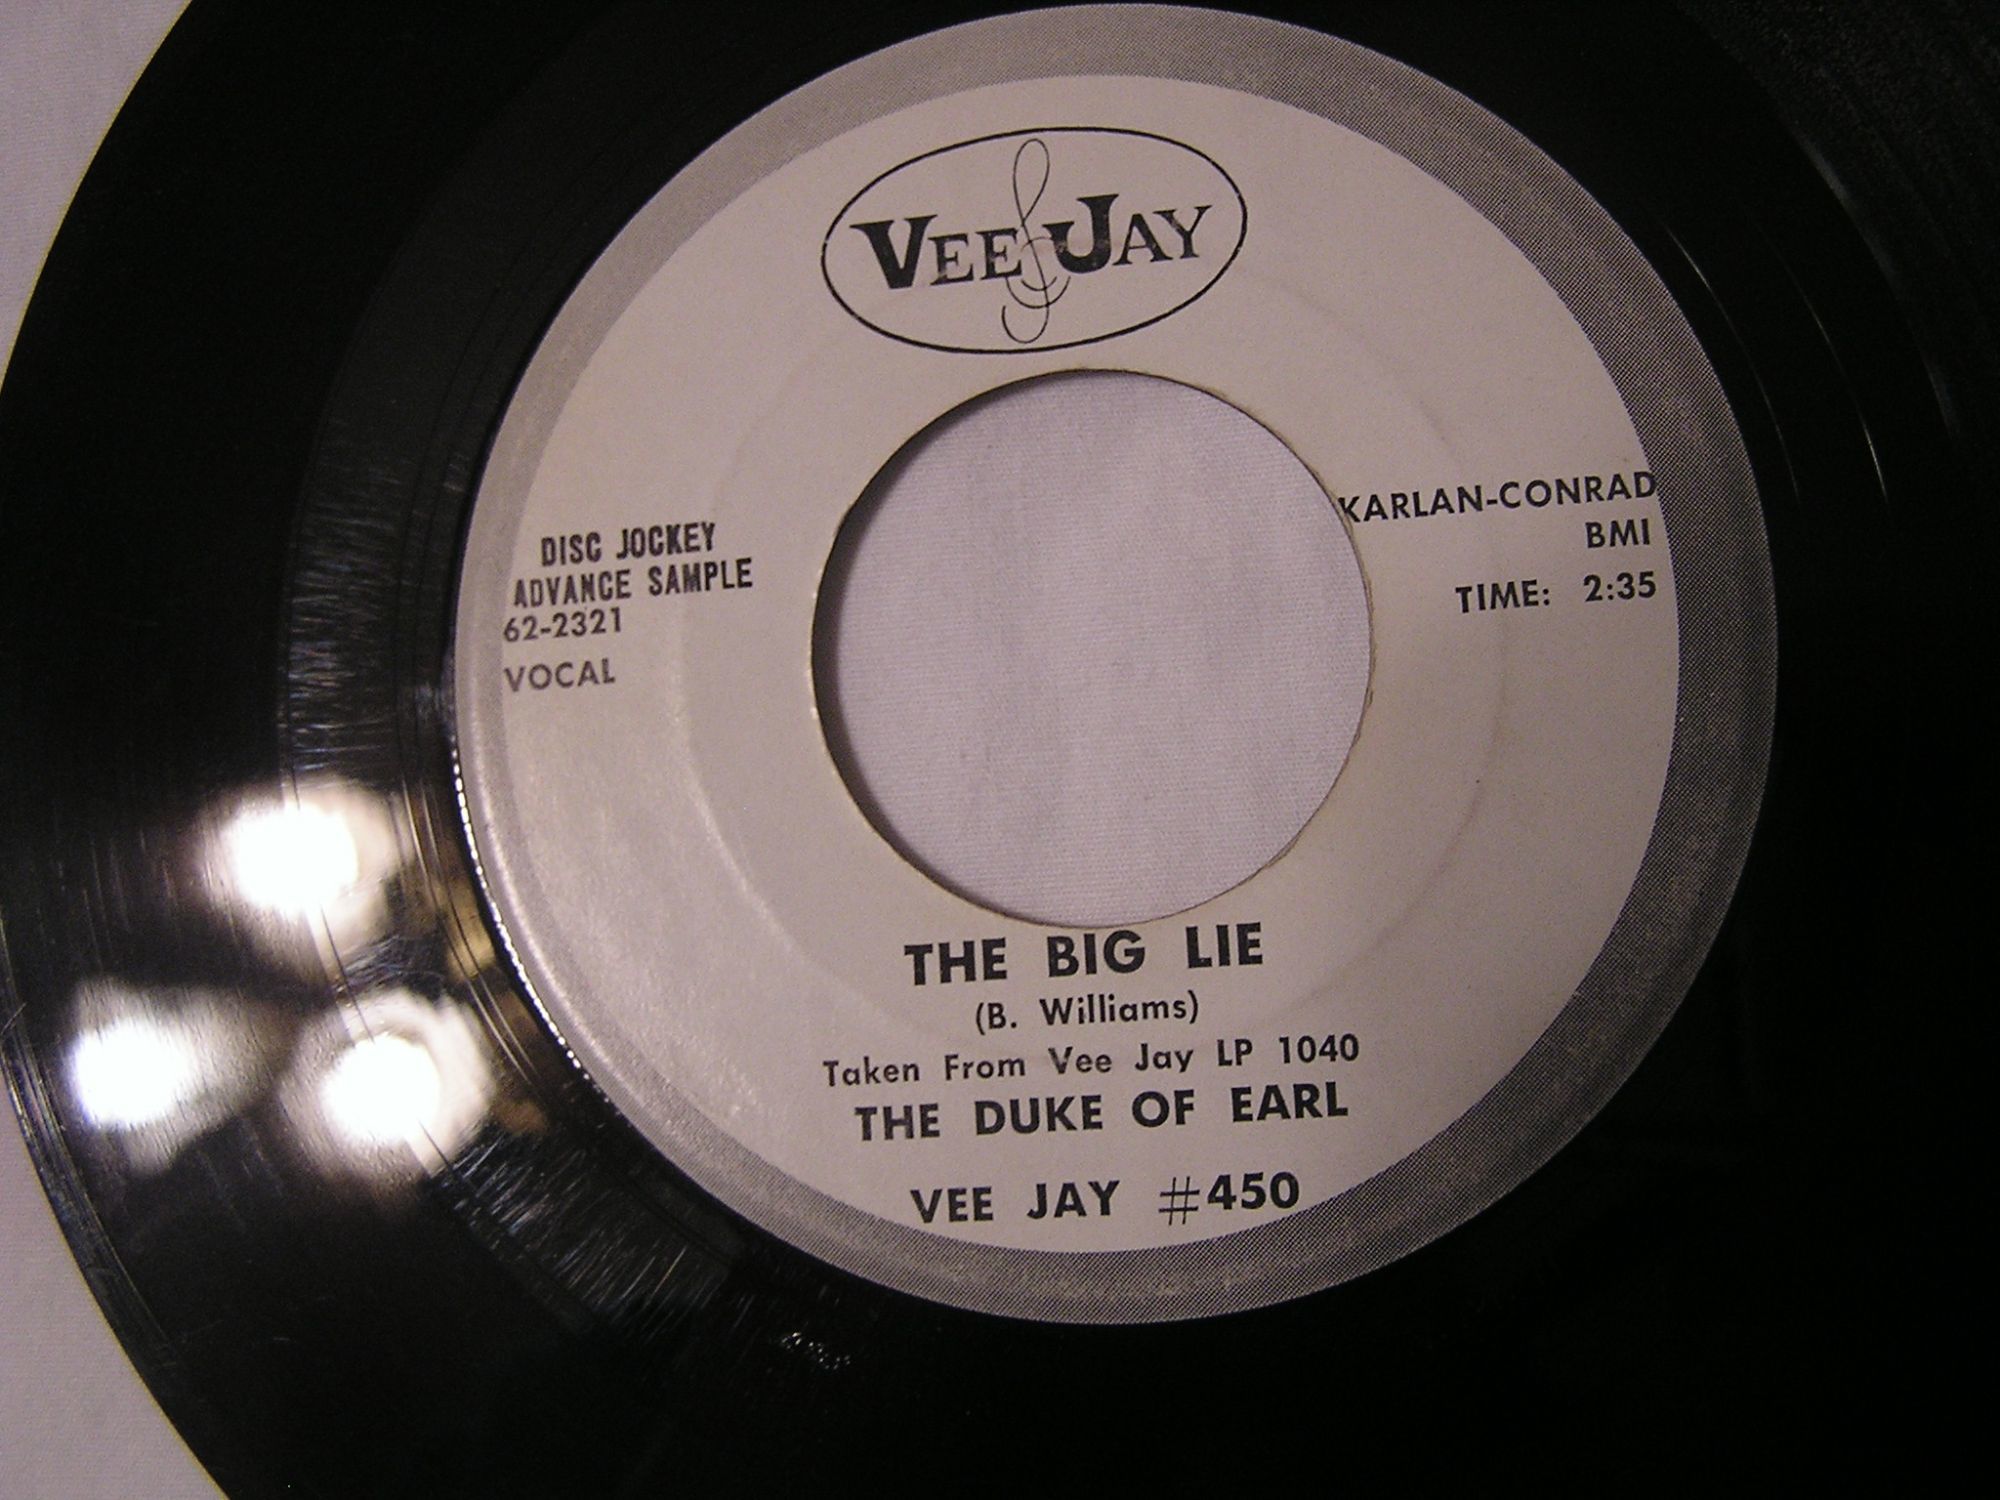 VEE JAY
DISC JOCKEY
ADVANCE SAMPLE
62-2321
VOCAL
KARLAN-CONRAD
BMI
TIME: 2:35
THE BIG LIE
(B. Williams)
Taken From Vee Jay LP 1040
THE DUKE OF EARL
VEE JAY #450